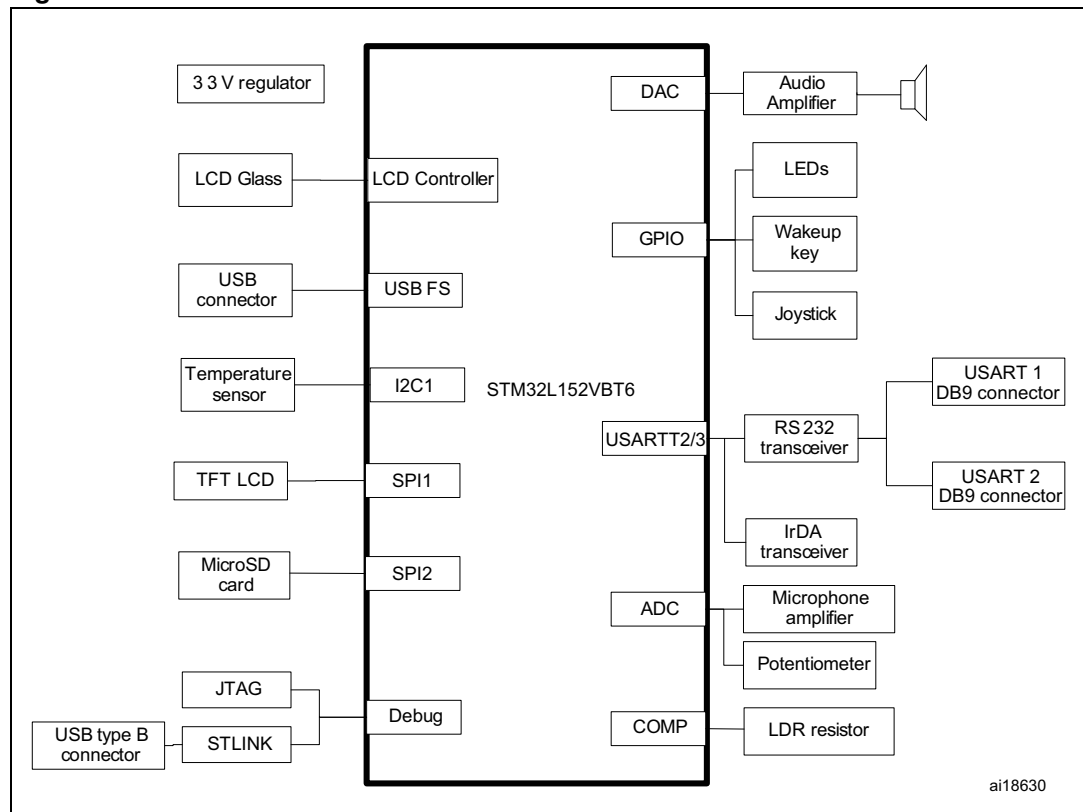 3 3 V regulator
LCD Glass
LCD Controller
USB
connector
USB FS
Temperature
sensor
I2C1
TFT LCD
SPI1
MicroSD
card
SPI2
JTAG
USB type B
connector
STLINK
Debug
STM32L152VBT6
DAC
Audio
Amplifier
GPIO
LEDs
Wakeup
key
Joystick
USARTT2/3
RS 232
transceiver
USART 1
DB9 connector
USART 2
DB9 connector
IrDA
transceiver
ADC
Microphone
amplifier
Potentiometer
COMP
LDR resistor
ai18630